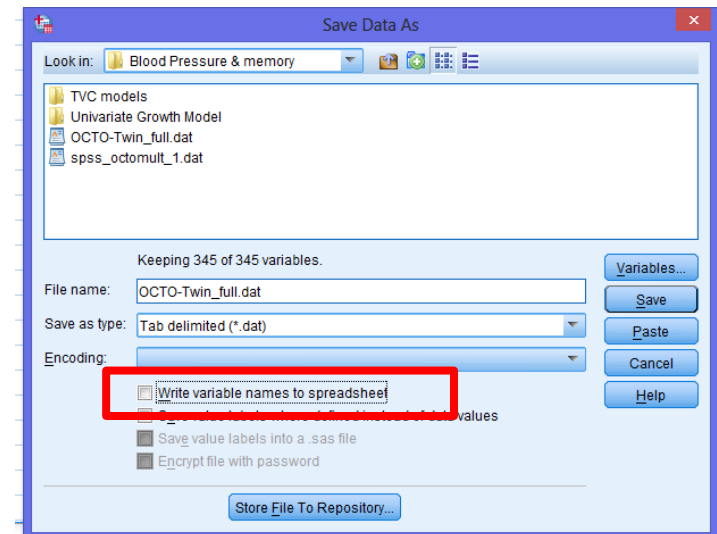 Save Data As
Look in: Blood Pressure & memory
TVC models
Univariate Growth Model
OCTO-Twin_full.dat
spss_octomult_1.dat
Keeping 345 of 345 variables.
Variables...
File name: OCTO-Twin_full.dat
Save
Save as type: Tab delimited (*.dat)
Paste
Encoding:
Cancel
Write variable names to spreadsheet
Help
Save value labels where defined instead of data values
Save value labels into a .sas file
Encrypt file with password
Store File To Repository...